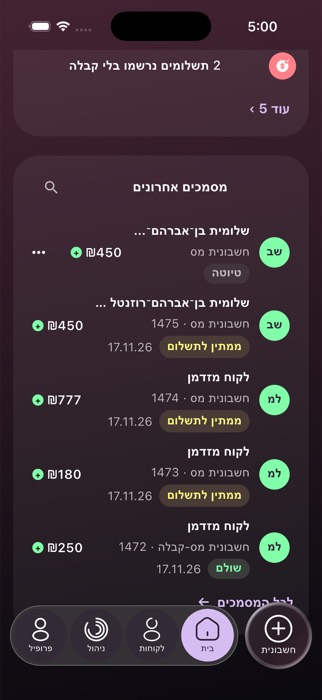 5:00
2 תשלומים נרשמו בלי קבלה
עוד 5 ›
מסמכים אחרונים
שלומית בן־אברהם־...
חשבונית מס
₪450
טיוטה
שלומית בן־אברהם־רוזנטל ...
חשבונית מס · 1475
₪450
ממתין לתשלום 17.11.26
לקוח מזדמן
חשבונית מס · 1474
₪777
ממתין לתשלום 17.11.26
לקוח מזדמן
חשבונית מס · 1473
₪180
ממתין לתשלום 17.11.26
לקוח מזדמן
חשבונית מס-קבלה · 1472
₪250
שולם 17.11.26
שב
שב
למ
למ
למ
לכל המסמכים ←
חשבונית
בית
לקוחות
ניהול
פרופיל